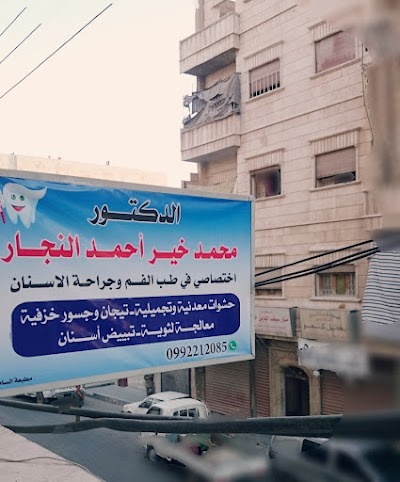 الدكتور
محمد خير أحمد النجار
اختصاصي في طب الفم وجراحة الاسنان
حشوات معدنية وتجميلية - تيجان وجسور خزفية
معالجة لثوية - تبييض أسنان
0992212085
مطبعة